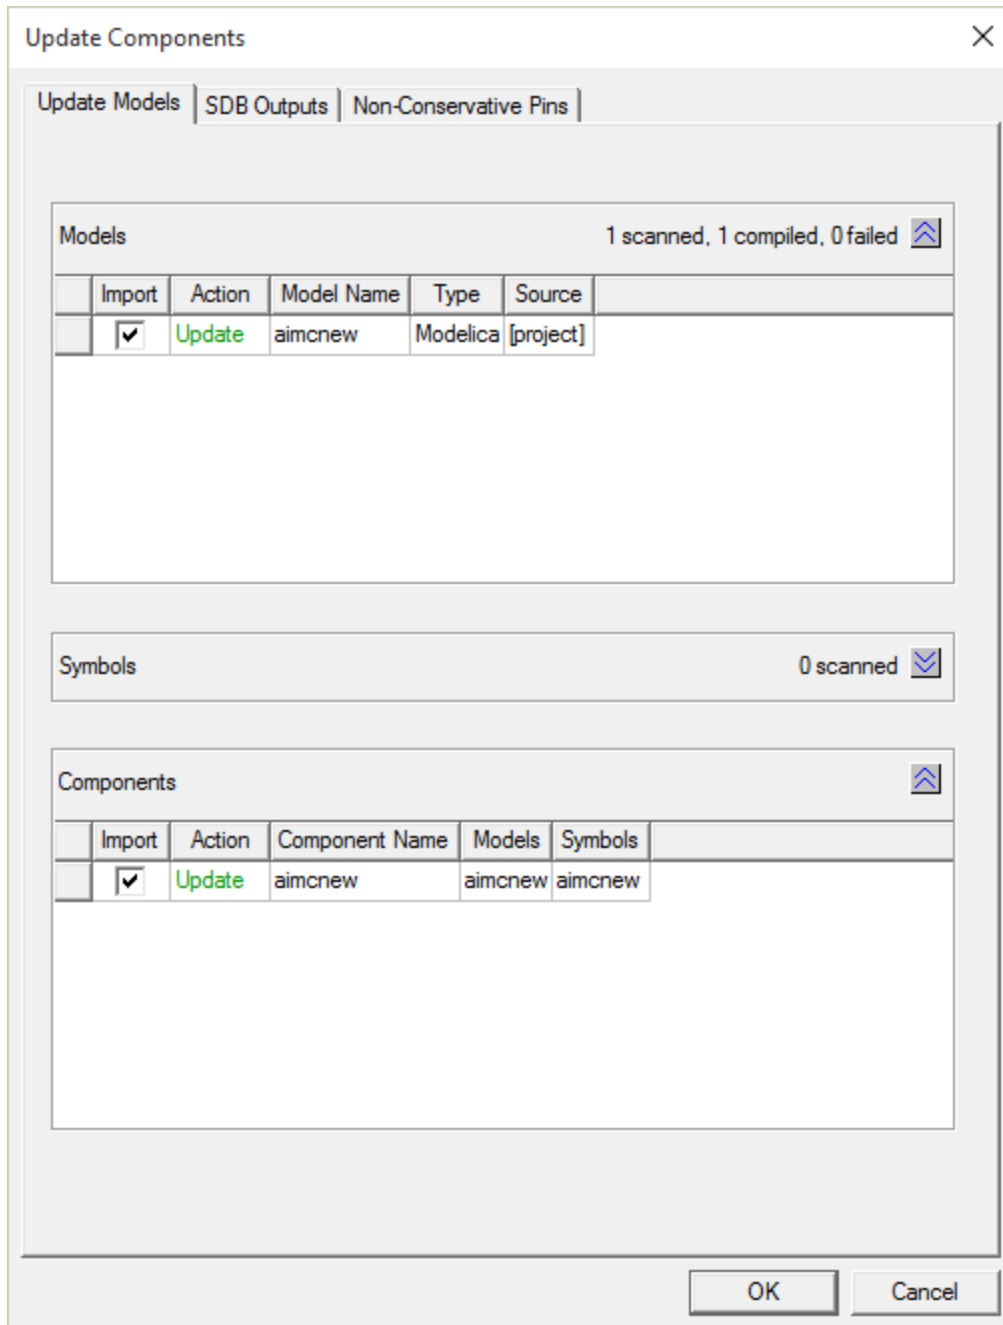 Update Components
Update Models SDB Outputs Non-Conservative Pins
Models 1 scanned, 1 compiled, 0 failed
Import Action Model Name Type Source
Update aimcnew Modelica [project]
Symbols 0 scanned
Components
Import Action Component Name Models Symbols
Update aimcnew aimcnew aimcnew
OK Cancel